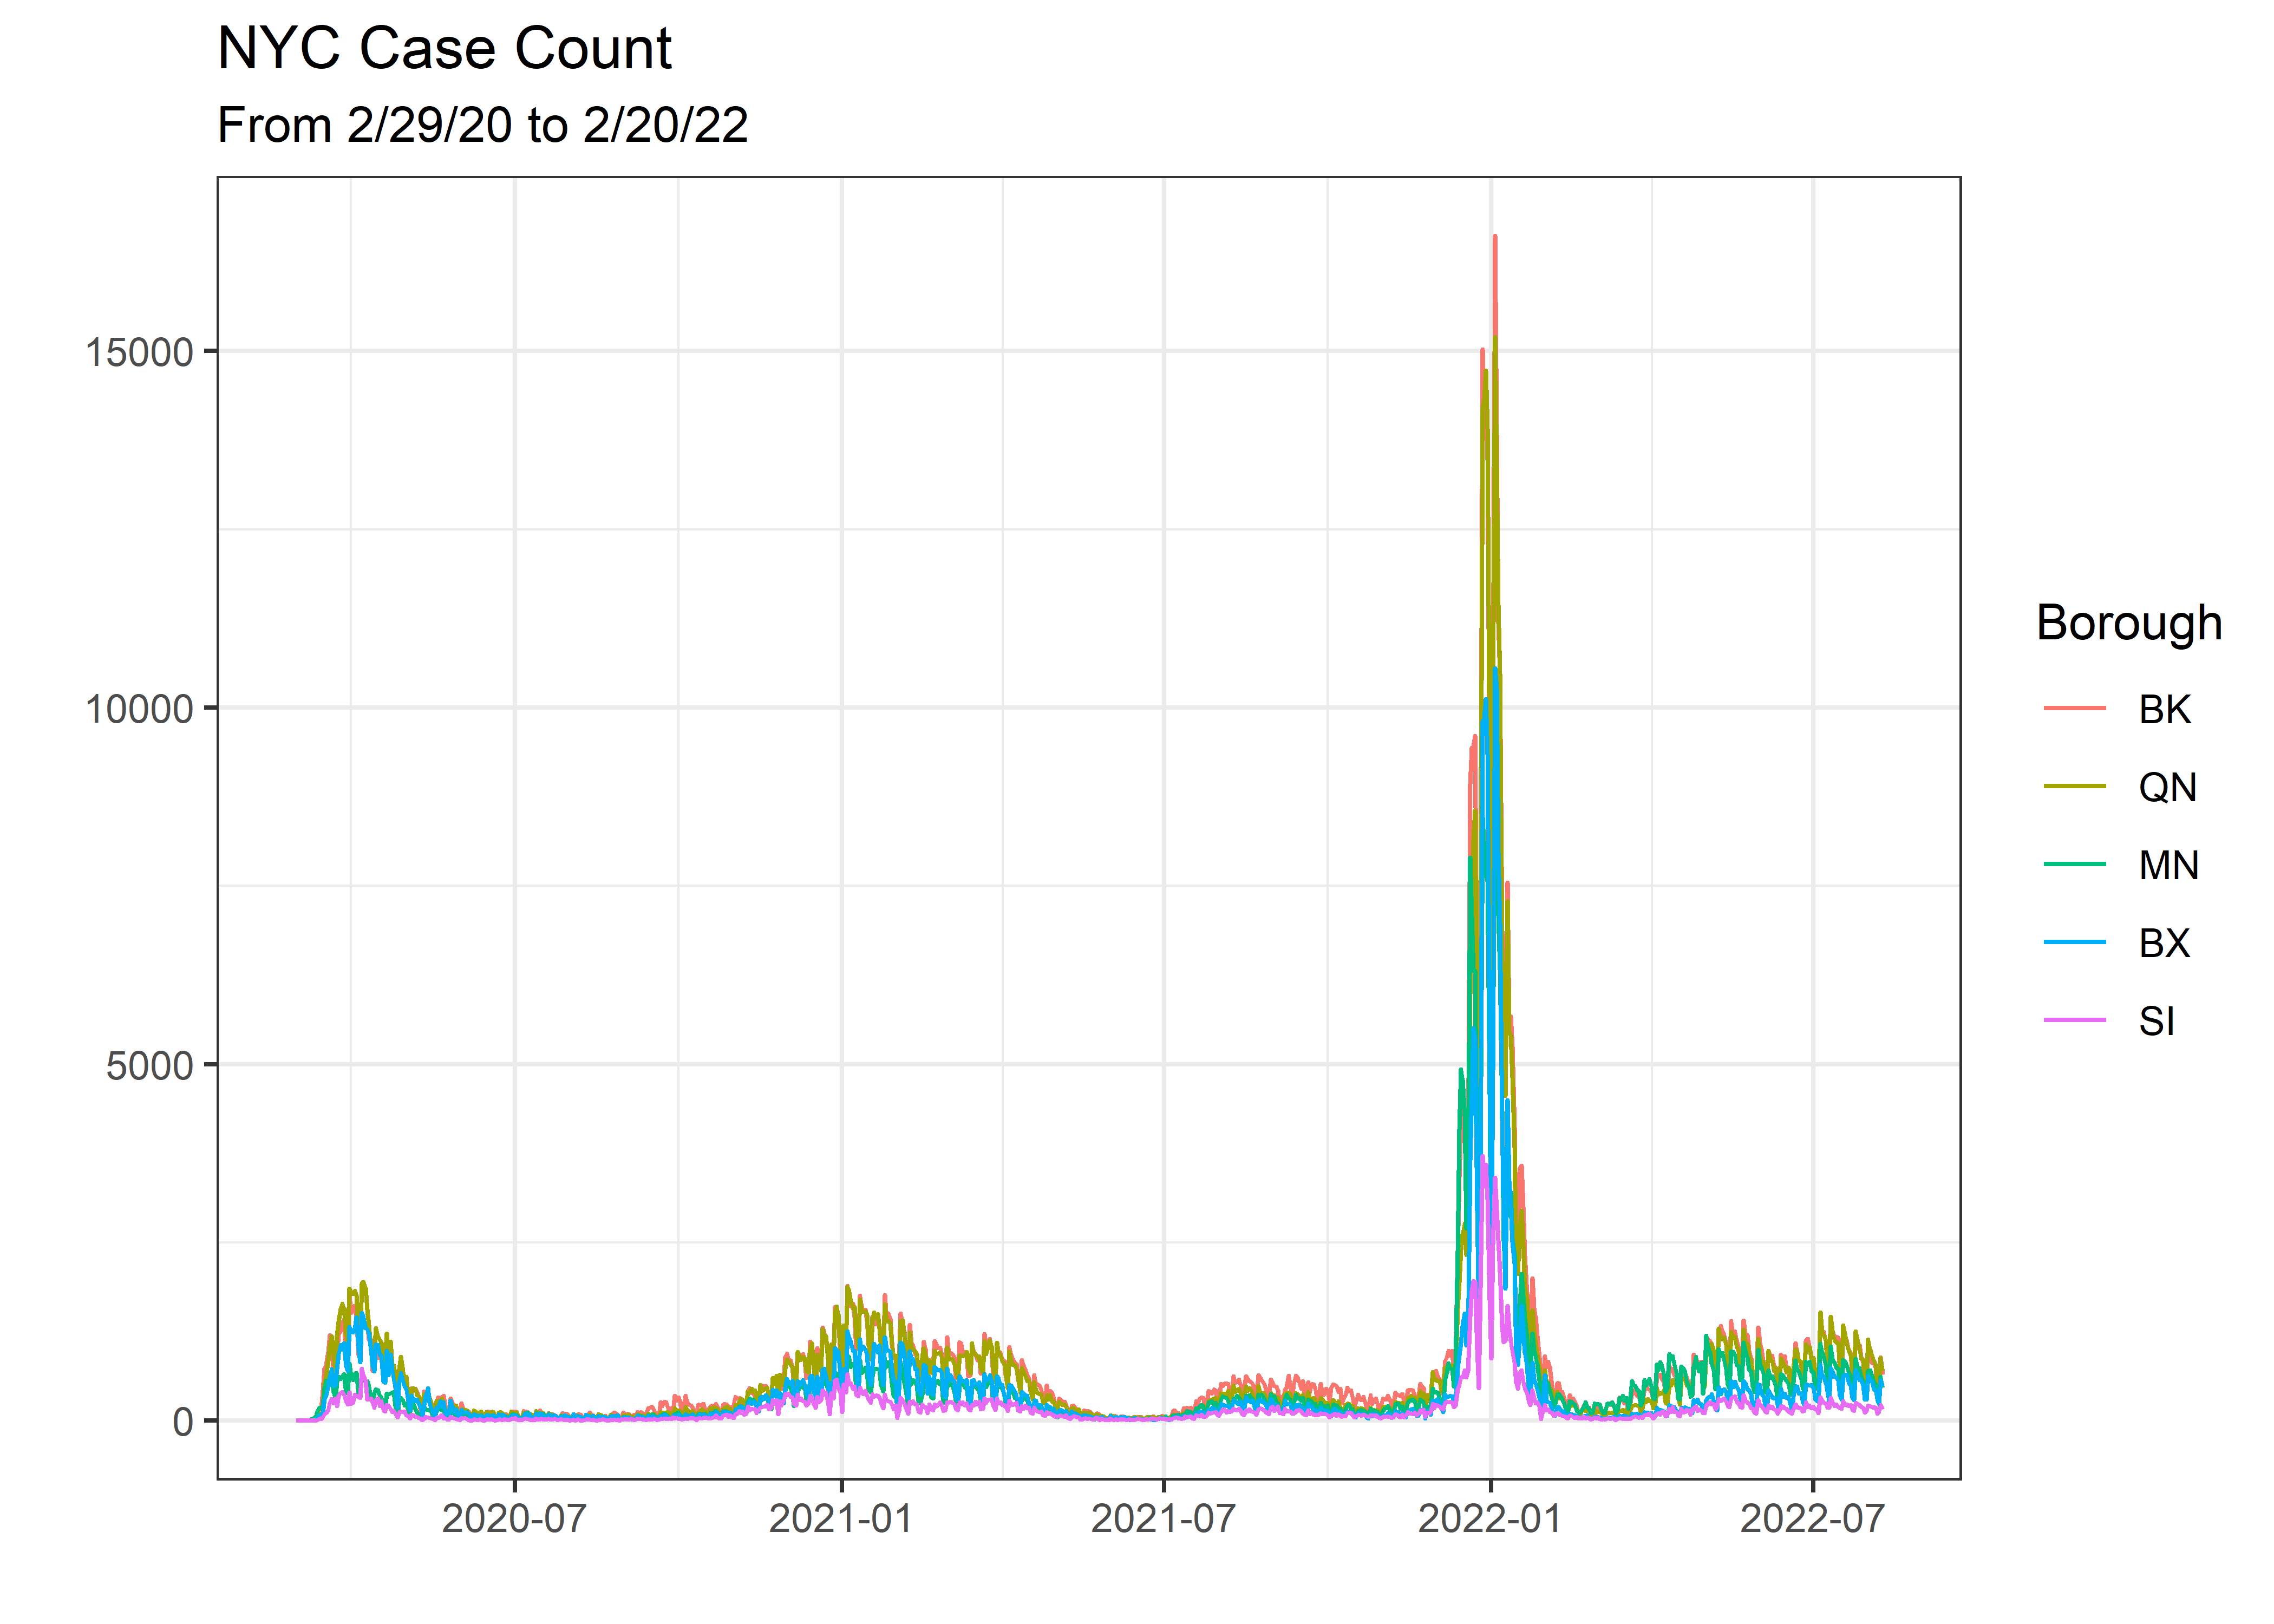 NYC Case Count
From 2/29/20 to 2/20/22
15000
10000
5000
0
2020-07
2021-01
2021-07
2022-01
2022-07
Borough
BK
QN
MN
BX
SI